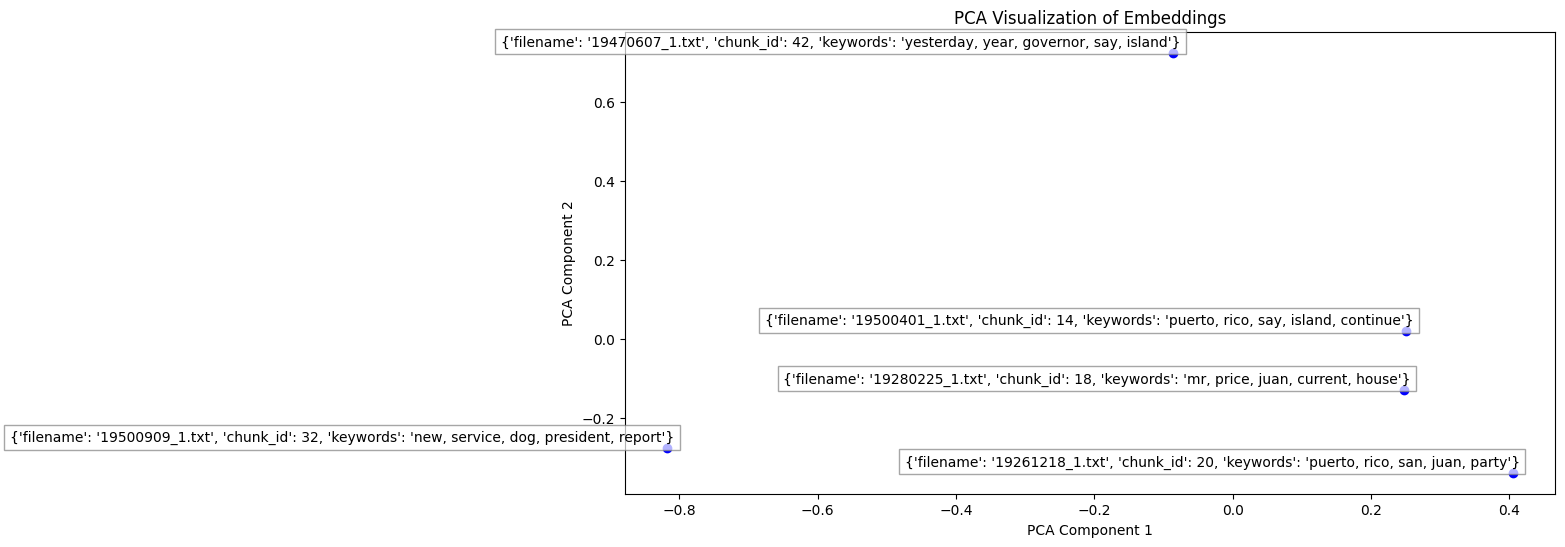 PCA Visualization of Embeddings
{'filename': '19470607_1.txt', 'chunk_id': 42, 'keywords': 'yesterday, year, governor, say, island'}
0.6
0.4
0.2
PCA Component 2
{'filename': '19500401_1.txt', 'chunk_id': 14, 'keywords': 'puerto, rico, say, island, continue'}
0.0
{'filename': '19280225_1.txt', 'chunk_id': 18, 'keywords': 'mr, price, juan, current, house'}
−0.2
{'filename': '19500909_1.txt', 'chunk_id': 32, 'keywords': 'new, service, dog, president, report'}
{'filename': '19261218_1.txt', 'chunk_id': 20, 'keywords': 'puerto, rico, san, juan, party'}
−0.8 −0.6 −0.4 −0.2 0.0 0.2 0.4
PCA Component 1